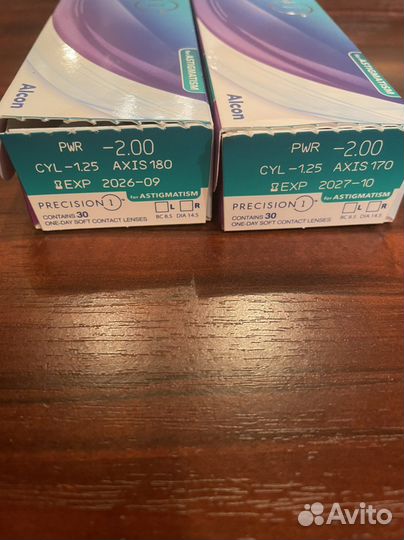 for ASTIGMATISM
Alcon
PWR -2.00
CYL -1.25 AXIS 180
EXP 2026-09
for ASTIGMATISM
PRECISION 1
L R
CONTAINS 30
ONE-DAY SOFT CONTACT LENSES
BC 8.5 DIA 14.5
for ASTIGMATISM
Alcon
PWR -2.00
CYL -1.25 AXIS 170
EXP 2027-10
for ASTIGMATISM
PRECISION 1
L R
CONTAINS 30
ONE-DAY SOFT CONTACT LENSES
BC 8.5 DIA 14.5
Avito